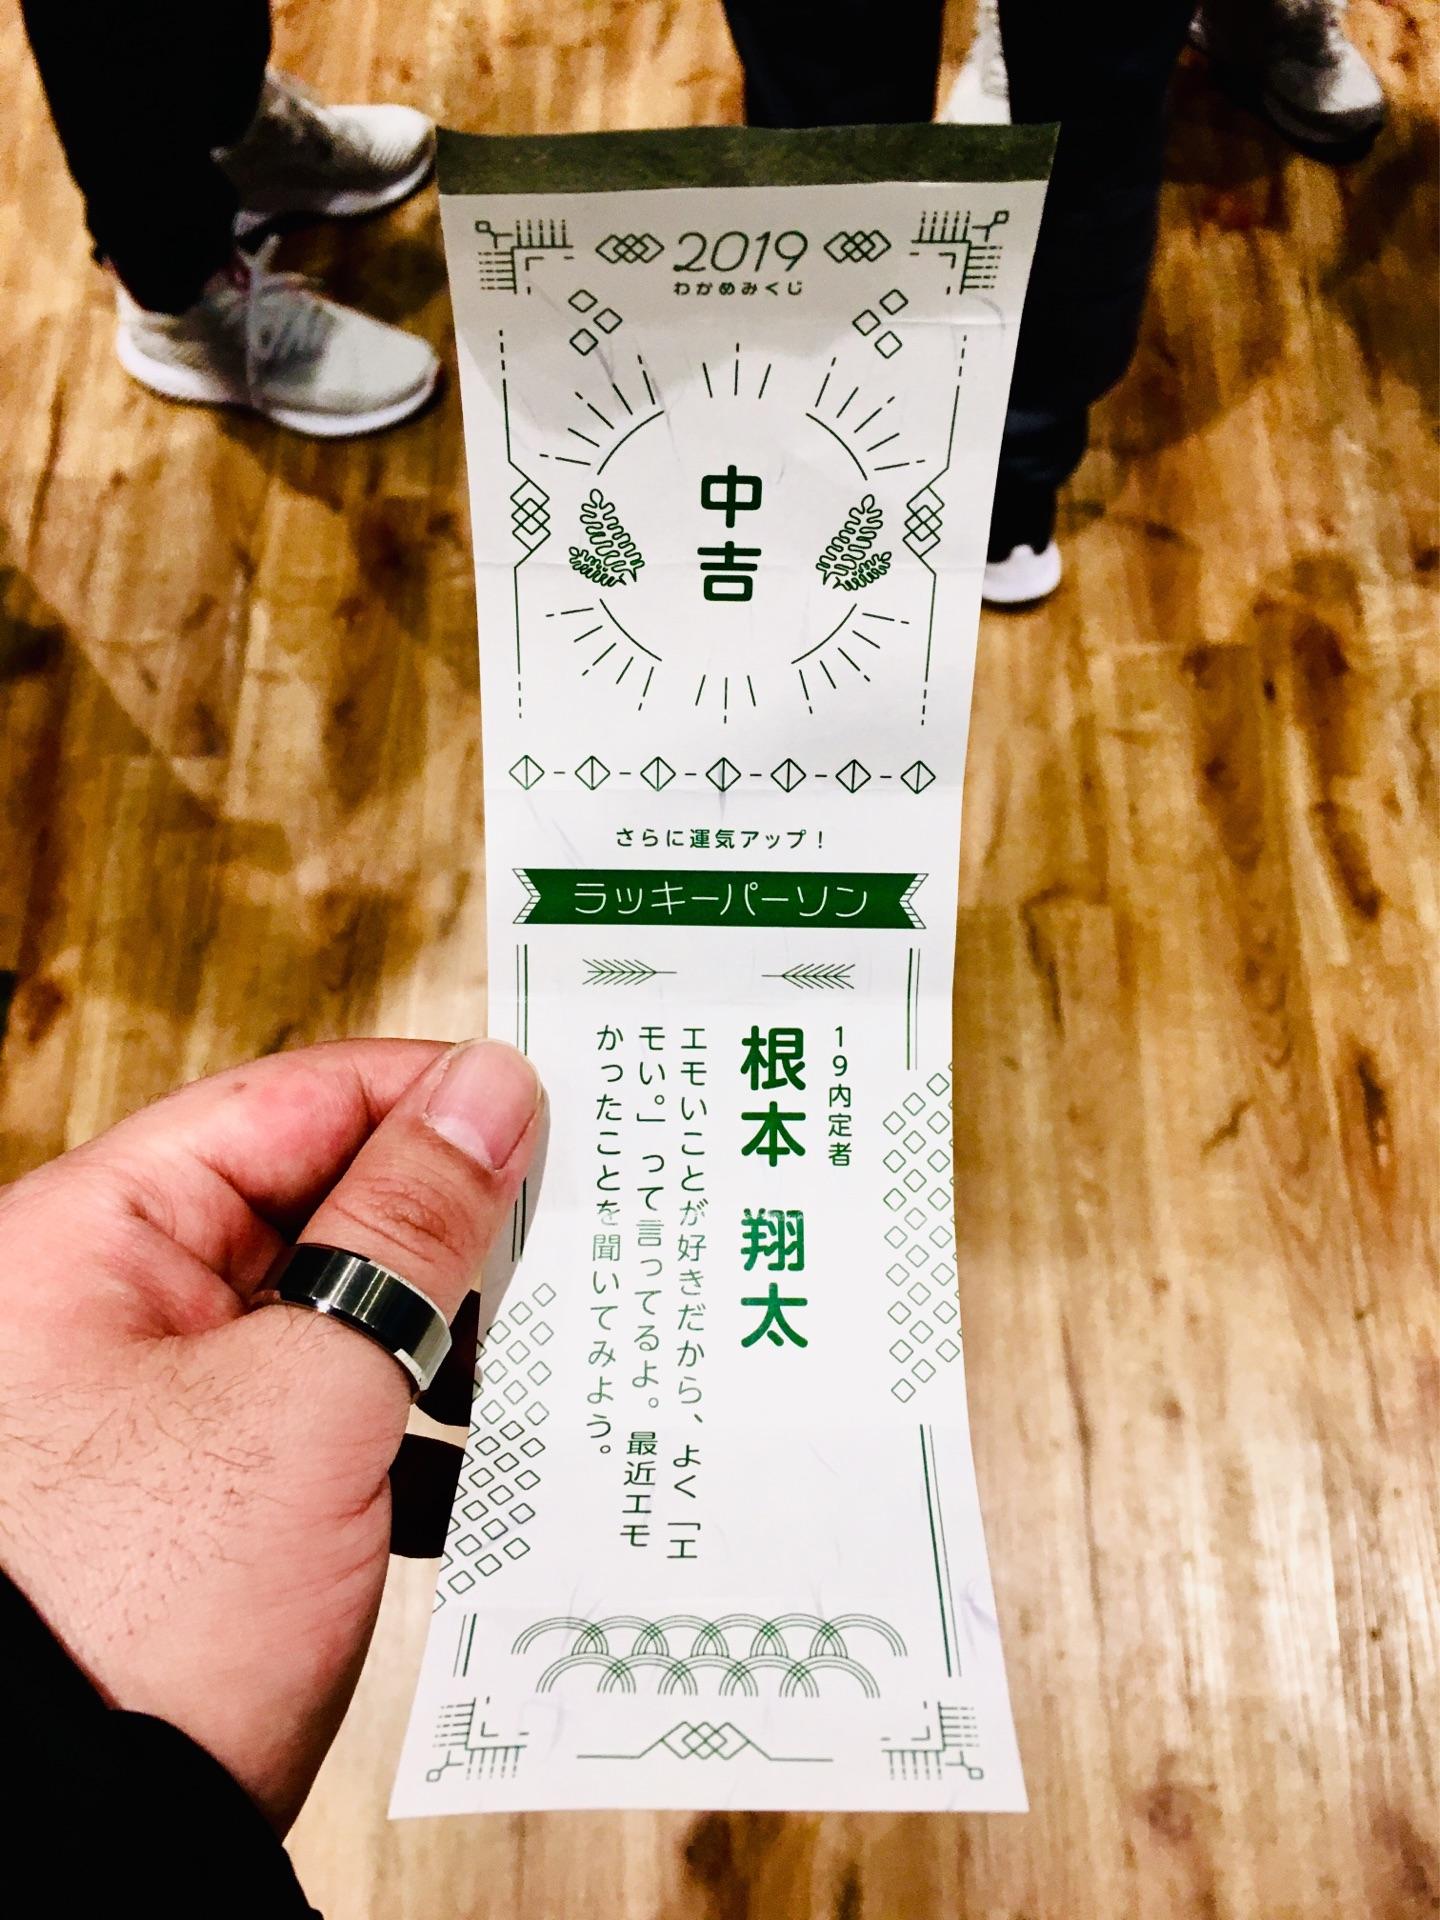 2019
わかめみくじ
中吉
さらに運気アップ！
ラッキーパーソン
19内定者
根本 翔太
エモいことが好きだから、よく「エ
モい。」って言ってるよ。最近エモ
かったことを聞いてみよう。